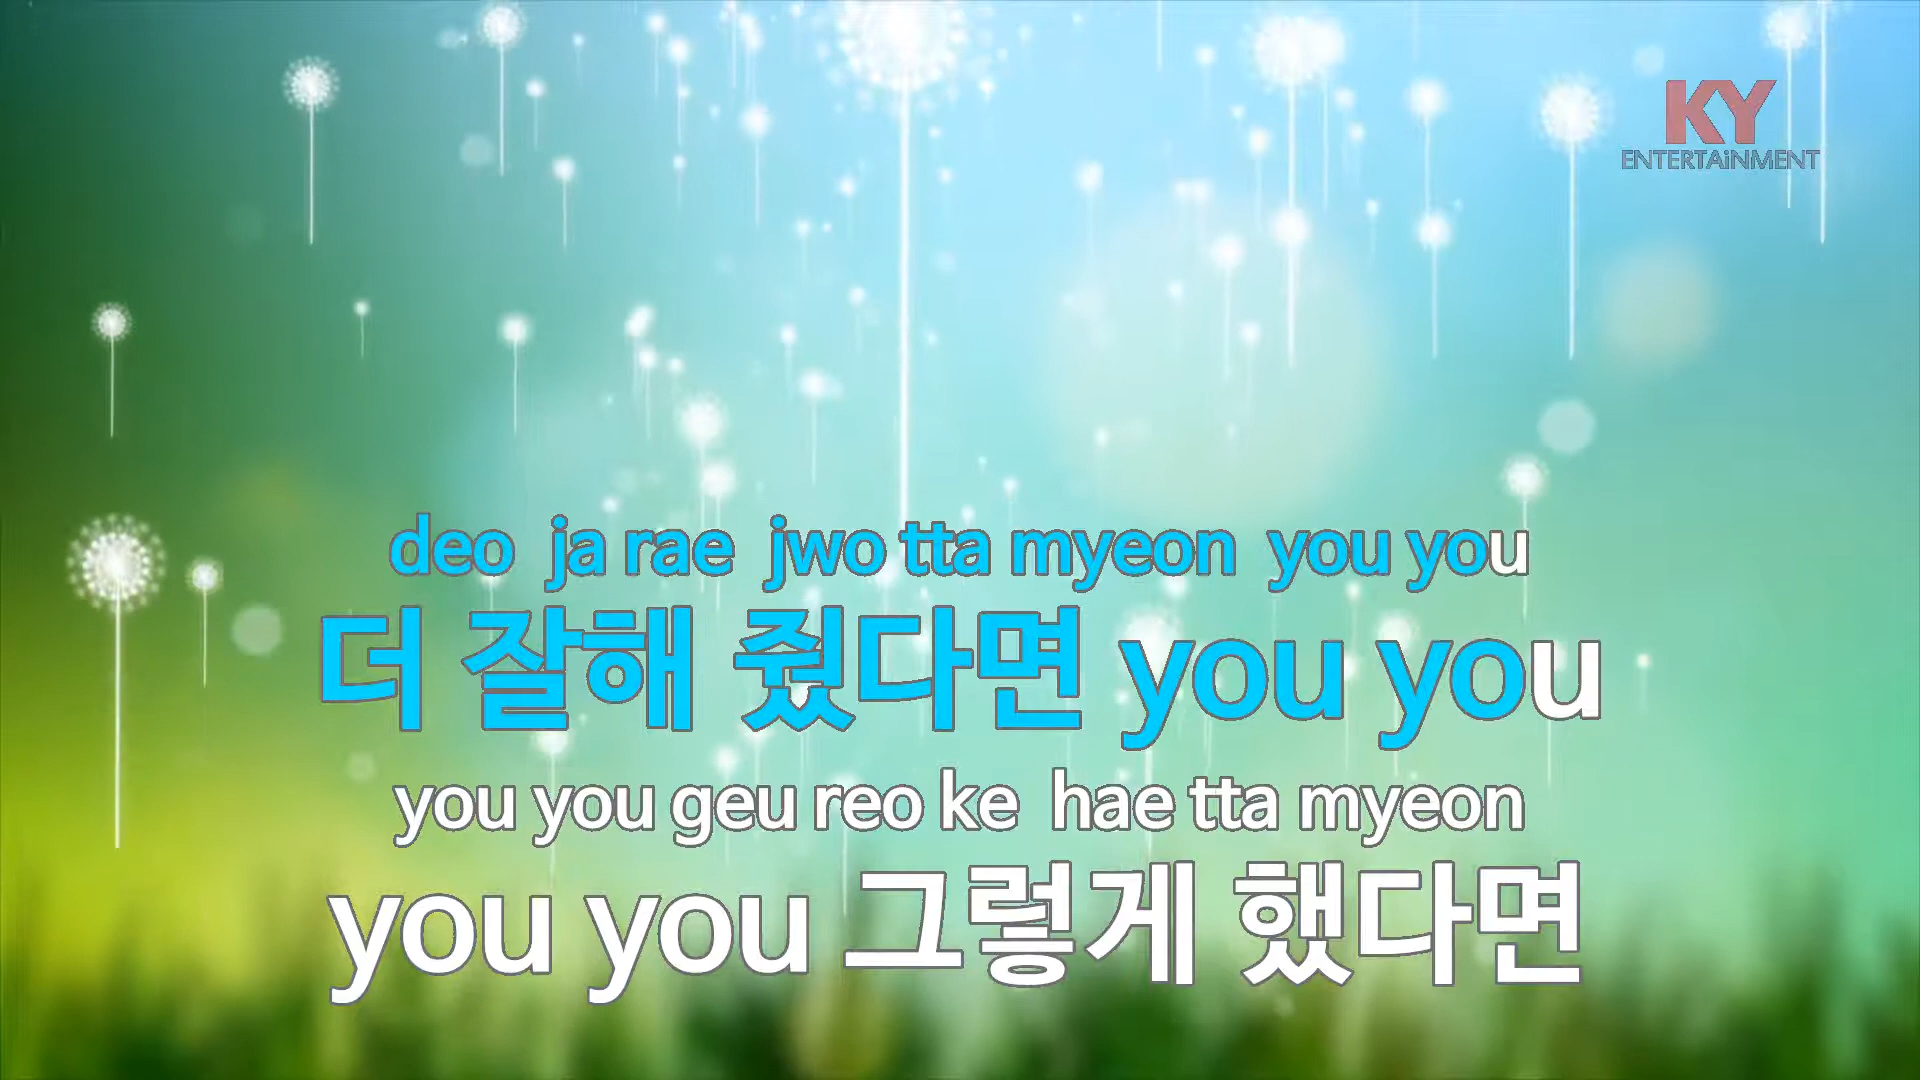 KY
ENTERTAiNMENT
deo ja rae jwo tta myeon you you
더 잘해 줬다면 you you
you you geu reo ke hae tta myeon
you you 그렇게 했다면